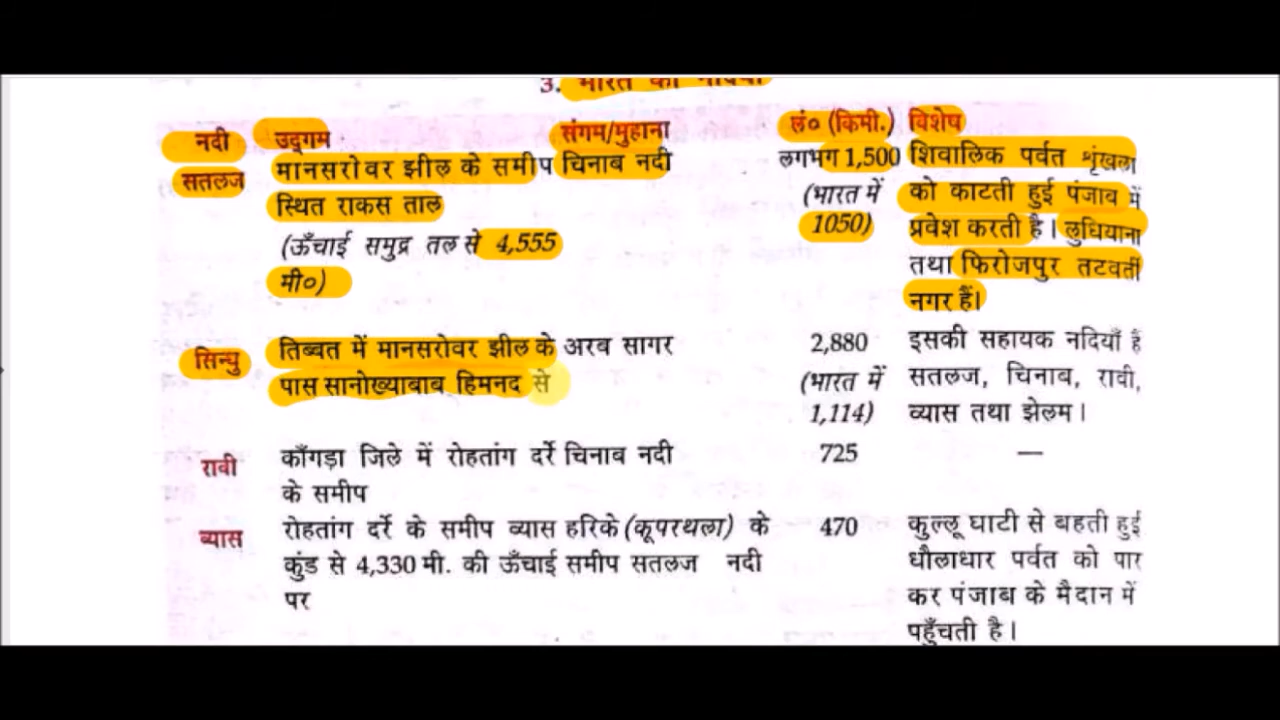 3. भारत की नदियाँ
नदी उद्‌गम संगम/मुहाना लं० (किमी.) विशेष
सतलज मानसरोवर झील के समीप चिनाब नदी लगभग 1,500 शिवालिक पर्वत शृंखला
स्थित राकस ताल (भारत में को काटती हुई पंजाब में
(ऊँचाई समुद्र तल से 4,555 1050) प्रवेश करती है। लुधियाना
मी०) तथा फिरोजपुर तटवर्ती
नगर हैं।
सिन्धु तिब्बत में मानसरोवर झील के अरब सागर 2,880 इसकी सहायक नदियाँ है
पास सानोख्याबाब हिमनद से (भारत में सतलज, चिनाब, रावी,
1,114) व्यास तथा झेलम।
रावी काँगड़ा जिले में रोहतांग दर्रे चिनाब नदी 725 —
के समीप
व्यास रोहतांग दर्रे के समीप व्यास हरिके (कूपरथला) के 470 कुल्लू घाटी से बहती हुई
कुंड से 4,330 मी. की ऊँचाई समीप सतलज नदी धौलाधार पर्वत को पार
पर कर पंजाब के मैदान में
पहुँचती है।